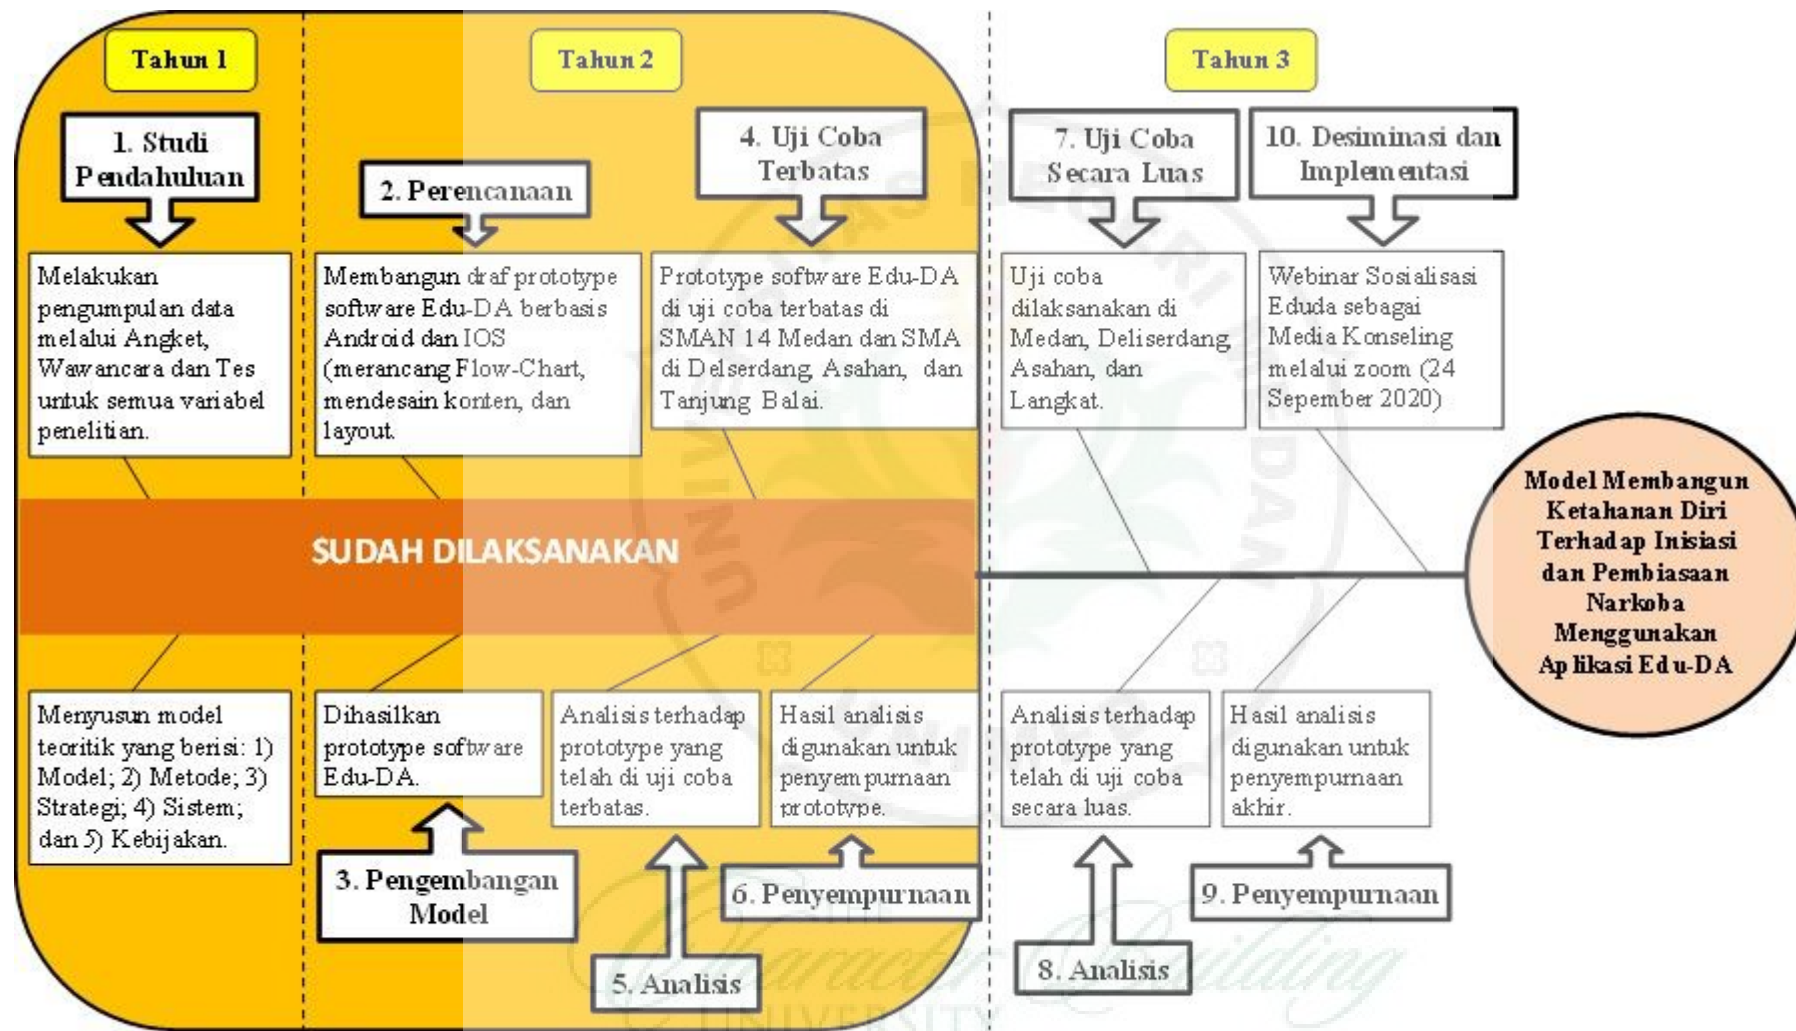 Tahun 1
Tahun 2
Tahun 3
1. Studi
Pendahuluan
2. Perencanaan
4. Uji Coba
Terbatas
7. Uji Coba
Secara Luas
10. Desiminasi dan
Implementasi
Melakukan
pengumpulan data
melalui Angket,
Wawancara dan Tes
untuk semua variabel
penelitian.
Membangun draf prototype
software Edu-DA berbasis
Android dan IOS
(merancang Flow-Chart,
mendesain konten, dan
layout.
Prototype software Edu-DA
di uji coba terbatas di
SMAN 14 Medan dan SMA
di Delserdang, Asahan, dan
Tanjung Balai.
Uji coba
dilaksanakan di
Medan, Deliserdang,
Asahan, dan
Langkat.
Webinar Sosialisasi
Eduda sebagai
Media Konseling
melalui zoom (24
Sepember 2020)
SUDAH DILAKSANAKAN
Model Membangun
Ketahanan Diri
Terhadap Inisiasi
dan Pembiasaan
Narkoba
Menggunakan
Aplikasi Edu-DA
Menyusun model
teoritik yang berisi: 1)
Model; 2) Metode; 3)
Strategi; 4) Sistem;
dan 5) Kebijakan.
Dihasilkan
prototype software
Edu-DA.
Analisis terhadap
prototype yang
telah di uji coba
terbatas.
Hasil analisis
digunakan untuk
penyempurnaan
prototype.
Analisis terhadap
prototype yang
telah di uji coba
secara luas.
Hasil analisis
digunakan untuk
penyempurnaan
akhir.
3. Pengembangan
Model
5. Analisis
6. Penyempurnaan
8. Analisis
9. Penyempurnaan
UNIVERSITAS NEGERI MEDAN
UNIMED
THE
Character Building
UNIVERSITY